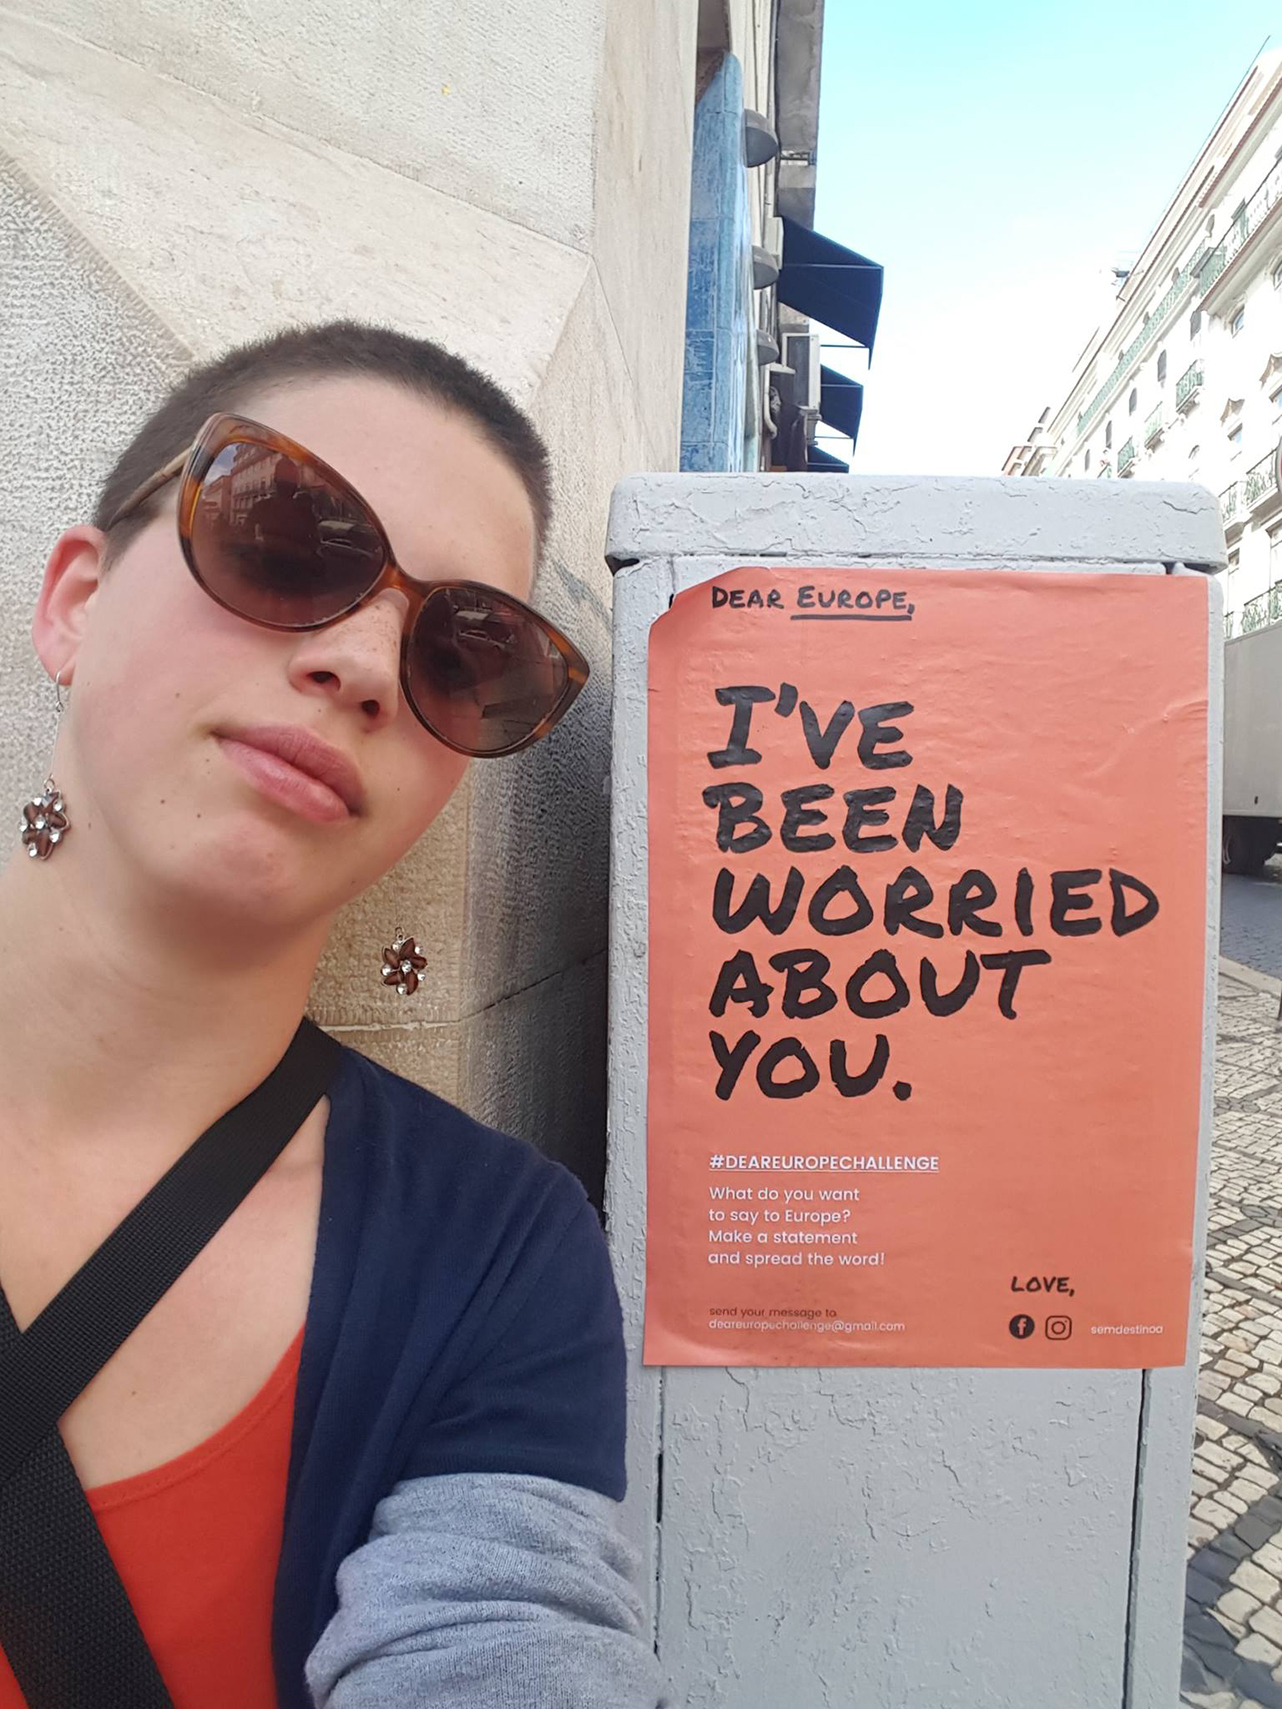 DEAR EUROPE,
I'VE
BEEN
WORRIED
ABOUT
YOU.
#DEAREUROPECHALLENGE
What do you want
to say to Europe?
Make a statement
and spread the word!
LOVE,
send your message to
deareuropechallenge@gmail.com
semdestinoa